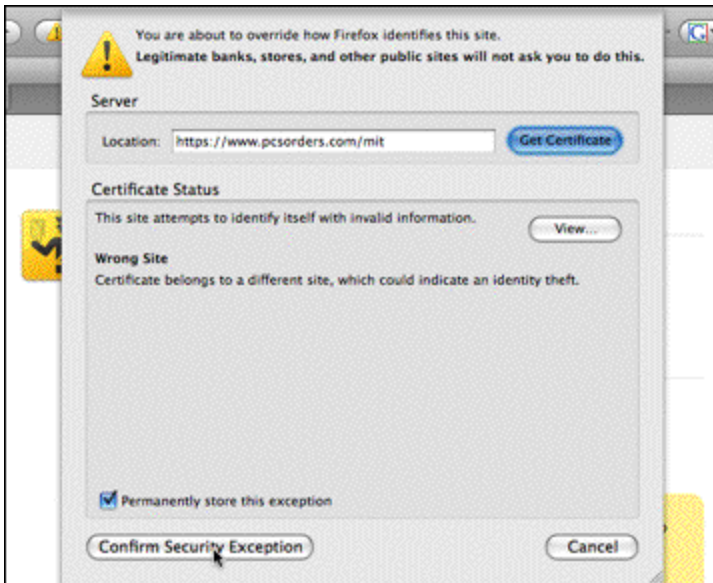 You are about to override how Firefox identifies this site.
Legitimate banks, stores, and other public sites will not ask you to do this.
Server
Location: https://www.pcsorders.com/mit Get Certificate
Certificate Status
This site attempts to identify itself with invalid information. View...
Wrong Site
Certificate belongs to a different site, which could indicate an identity theft.
Permanently store this exception
Confirm Security Exception Cancel